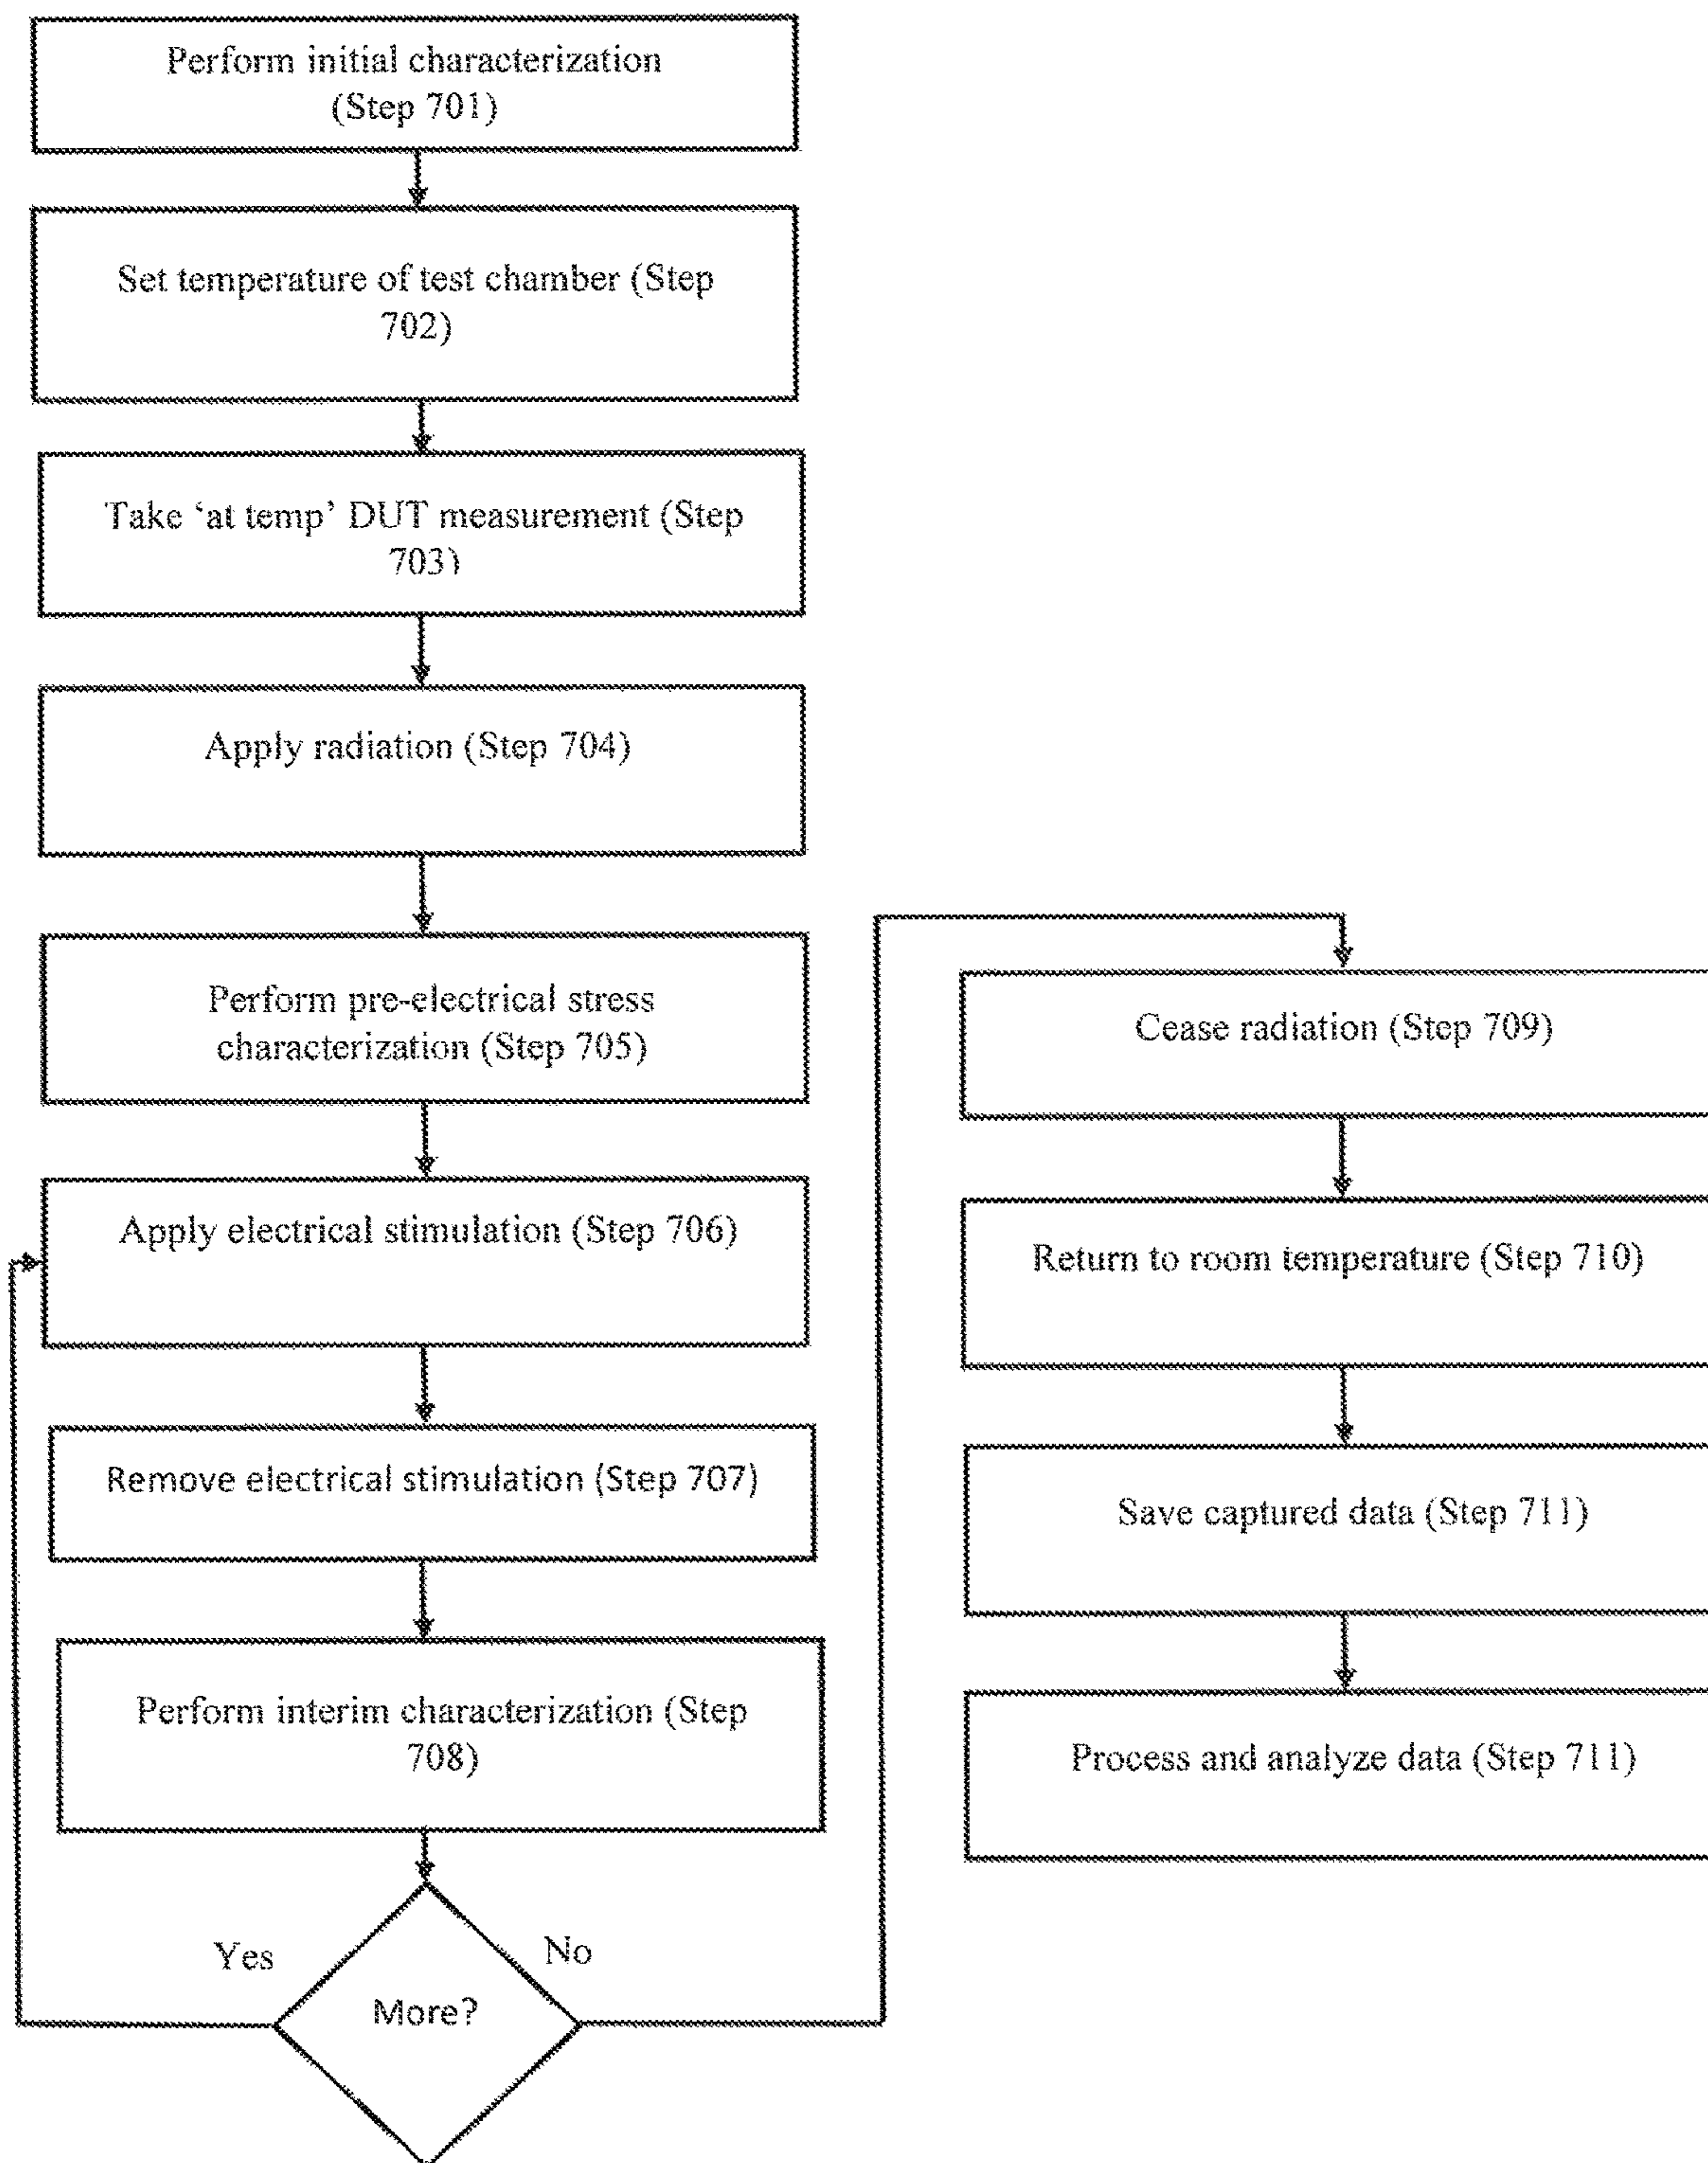 Perform initial characterization
(Step 701)
Set temperature of test chamber (Step
702)
Take ‘at temp’ DUT measurement (Step
703)
Apply radiation (Step 704)
Perform pre-electrical stress
characterization (Step 705)
Apply electrical stimulation (Step 706)
Remove electrical stimulation (Step 707)
Perform interim characterization (Step
708)
Yes
No
More?
Cease radiation (Step 709)
Return to room temperature (Step 710)
Save captured data (Step 711)
Process and analyze data (Step 711)